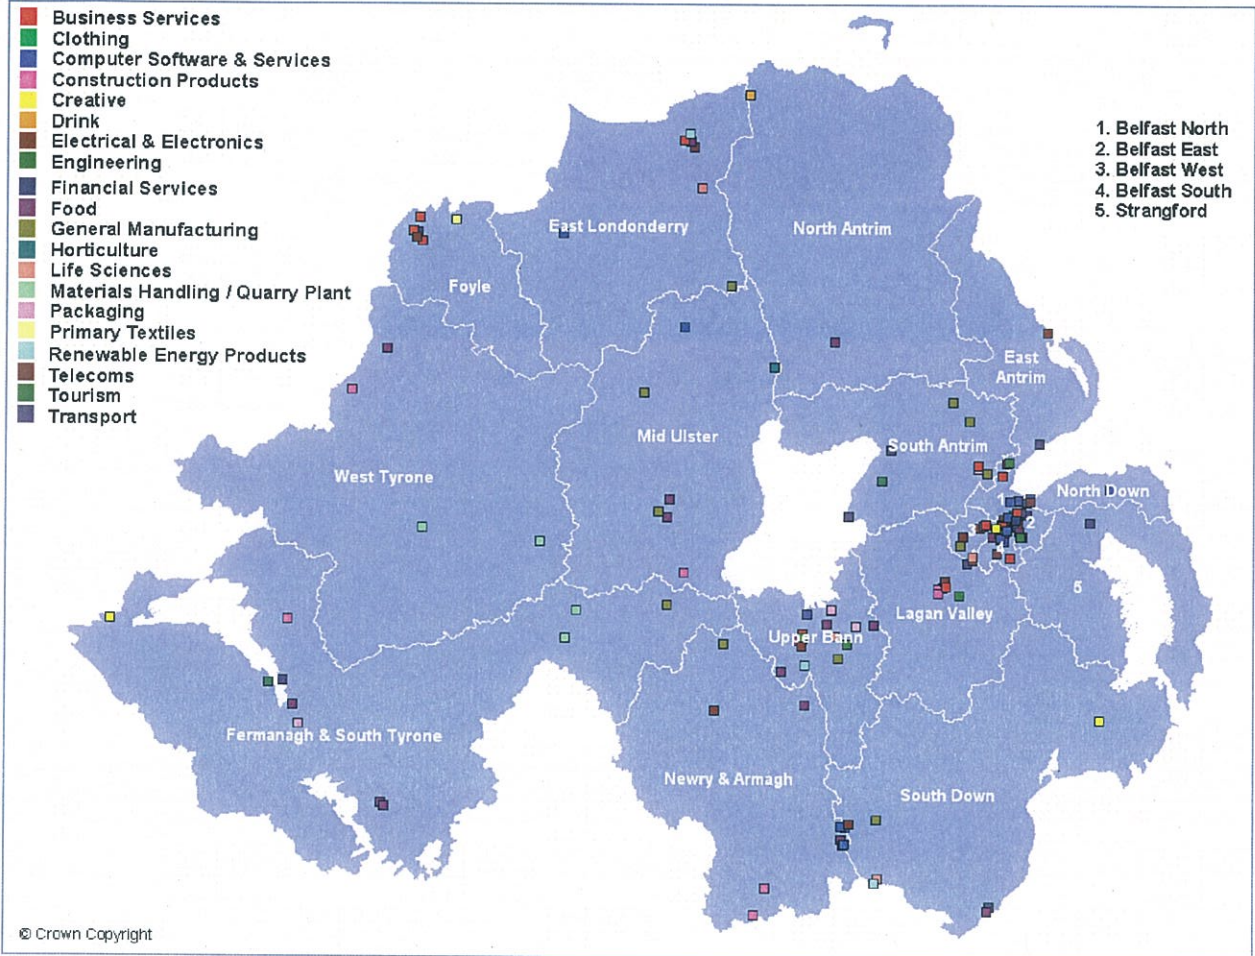 Business Services
Clothing
Computer Software & Services
Construction Products
Creative
Drink
Electrical & Electronics
Engineering
Financial Services
Food
General Manufacturing
Horticulture
Life Sciences
Materials Handling / Quarry Plant
Packaging
Primary Textiles
Renewable Energy Products
Telecoms
Tourism
Transport
1. Belfast North
2. Belfast East
3. Belfast West
4. Belfast South
5. Strangford
East Londonderry
North Antrim
Foyle
East
Antrim
Mid Ulster
South Antrim
West Tyrone
North Down
1
2
3
4
5
Lagan Valley
Upper Bann
Fermanagh & South Tyrone
Newry & Armagh
South Down
© Crown Copyright